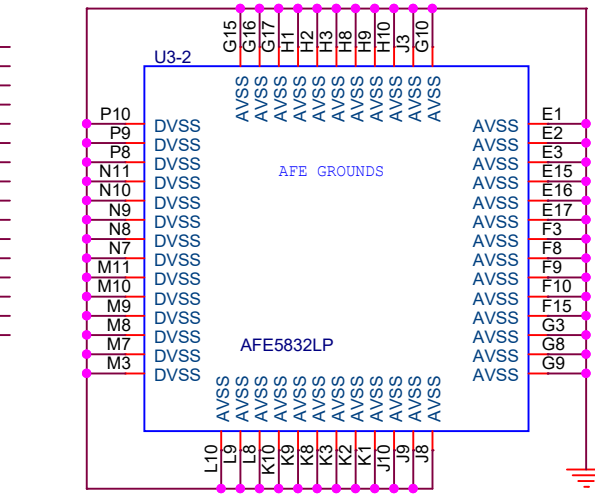 G15 G16 G17 H1 H2 H3 H8 H9 H10 J3 G10
U3-2
AVSS AVSS AVSS AVSS AVSS AVSS AVSS AVSS AVSS AVSS AVSS
P10 DVSS AVSS E1
P9 DVSS AVSS E2
P8 DVSS AVSS E3
AFE GROUNDS
N11 DVSS AVSS E15
N10 DVSS AVSS E16
N9 DVSS AVSS E17
N8 DVSS AVSS F3
N7 DVSS AVSS F8
M11 DVSS AVSS F9
M10 DVSS AVSS F10
M9 DVSS AVSS F15
M8 DVSS AVSS G3
M7 DVSS AVSS G8
AFE5832LP
M3 DVSS AVSS G9
AVSS AVSS AVSS AVSS AVSS AVSS AVSS AVSS AVSS AVSS AVSS AVSS
L10 L9 L8 K10 K9 K8 K3 K2 K1 J10 J9 J8